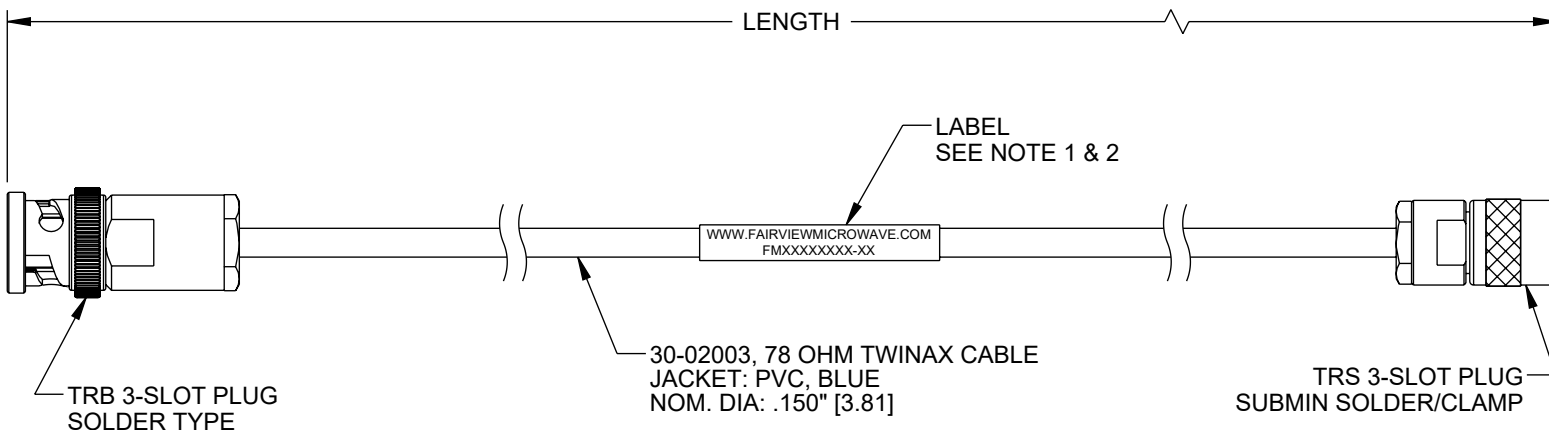 LENGTH
LABEL
SEE NOTE 1 & 2
WWW.FAIRVIEWMICROWAVE.COM
FMXXXXXXXX-XX
30-02003, 78 OHM TWINAX CABLE
JACKET: PVC, BLUE
NOM. DIA: .150" [3.81]
TRB 3-SLOT PLUG
SOLDER TYPE
TRS 3-SLOT PLUG
SUBMIN SOLDER/CLAMP